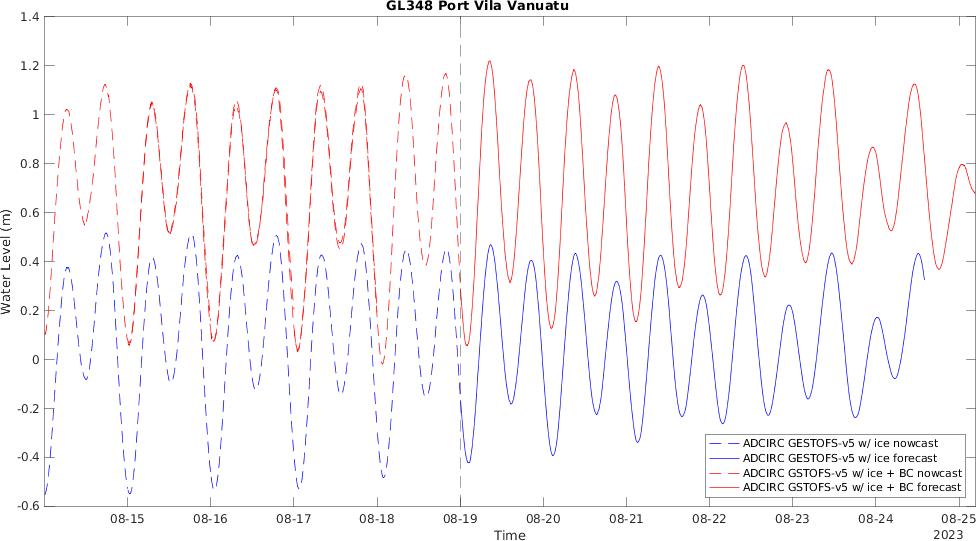 GL348 Port Vila Vanuatu
1.4
1.2
1
0.8
0.6
0.4
0.2
0
-0.2
-0.4
-0.6
Water Level (m)
ADCIRC GESTOFS-v5 w/ ice nowcast
ADCIRC GESTOFS-v5 w/ ice forecast
ADCIRC GSTOFS-v5 w/ ice + BC nowcast
ADCIRC GSTOFS-v5 w/ ice + BC forecast
08-15 08-16 08-17 08-18 08-19 08-20 08-21 08-22 08-23 08-24 08-25
Time
2023